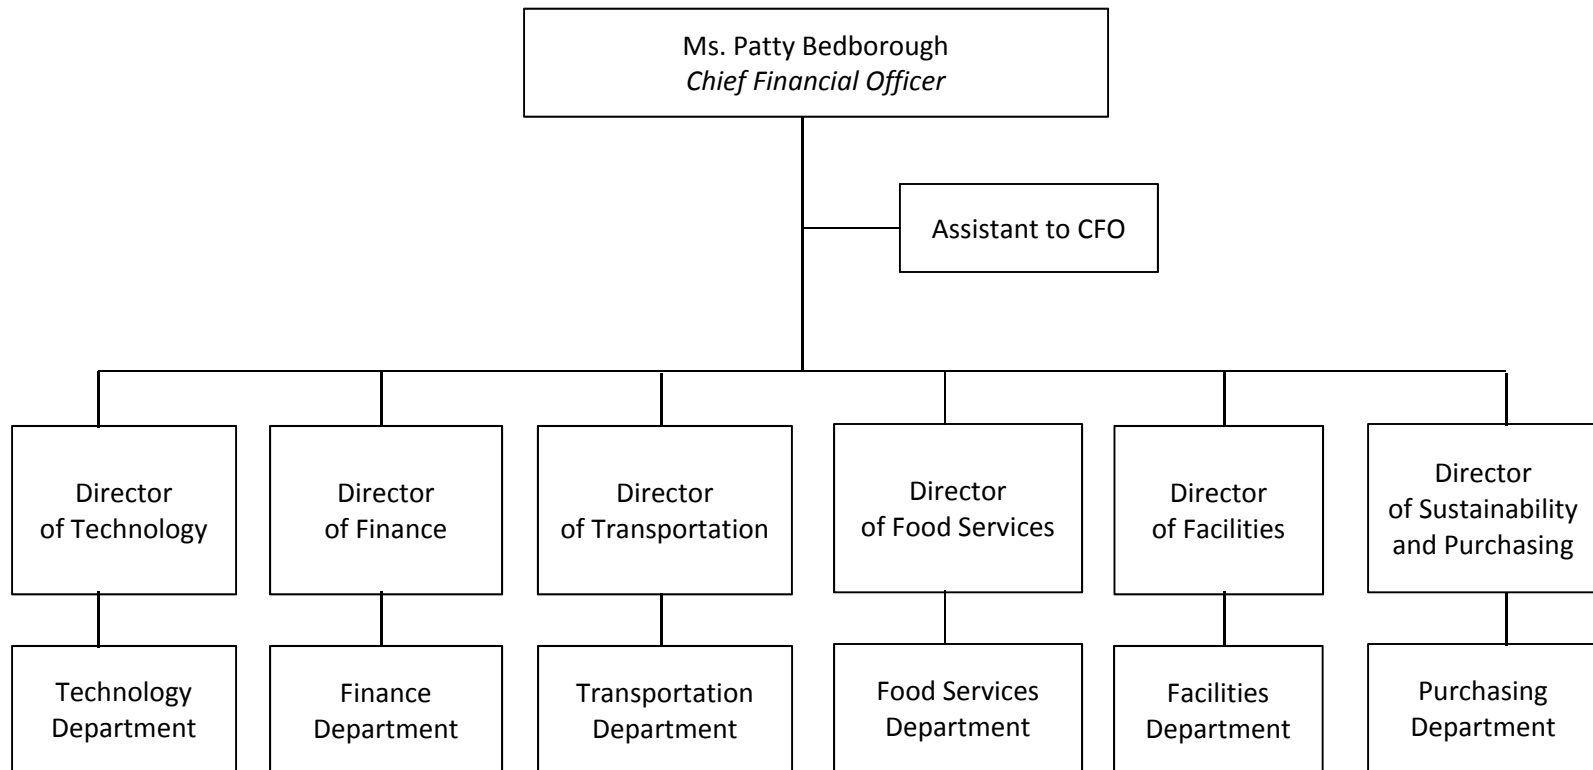 Ms. Patty Bedborough
Chief Financial Officer
Assistant to CFO
Director
of Technology
Director
of Finance
Director
of Transportation
Director
of Food Services
Director
of Facilities
Director
of Sustainability
and Purchasing
Technology
Department
Finance
Department
Transportation
Department
Food Services
Department
Facilities
Department
Purchasing
Department